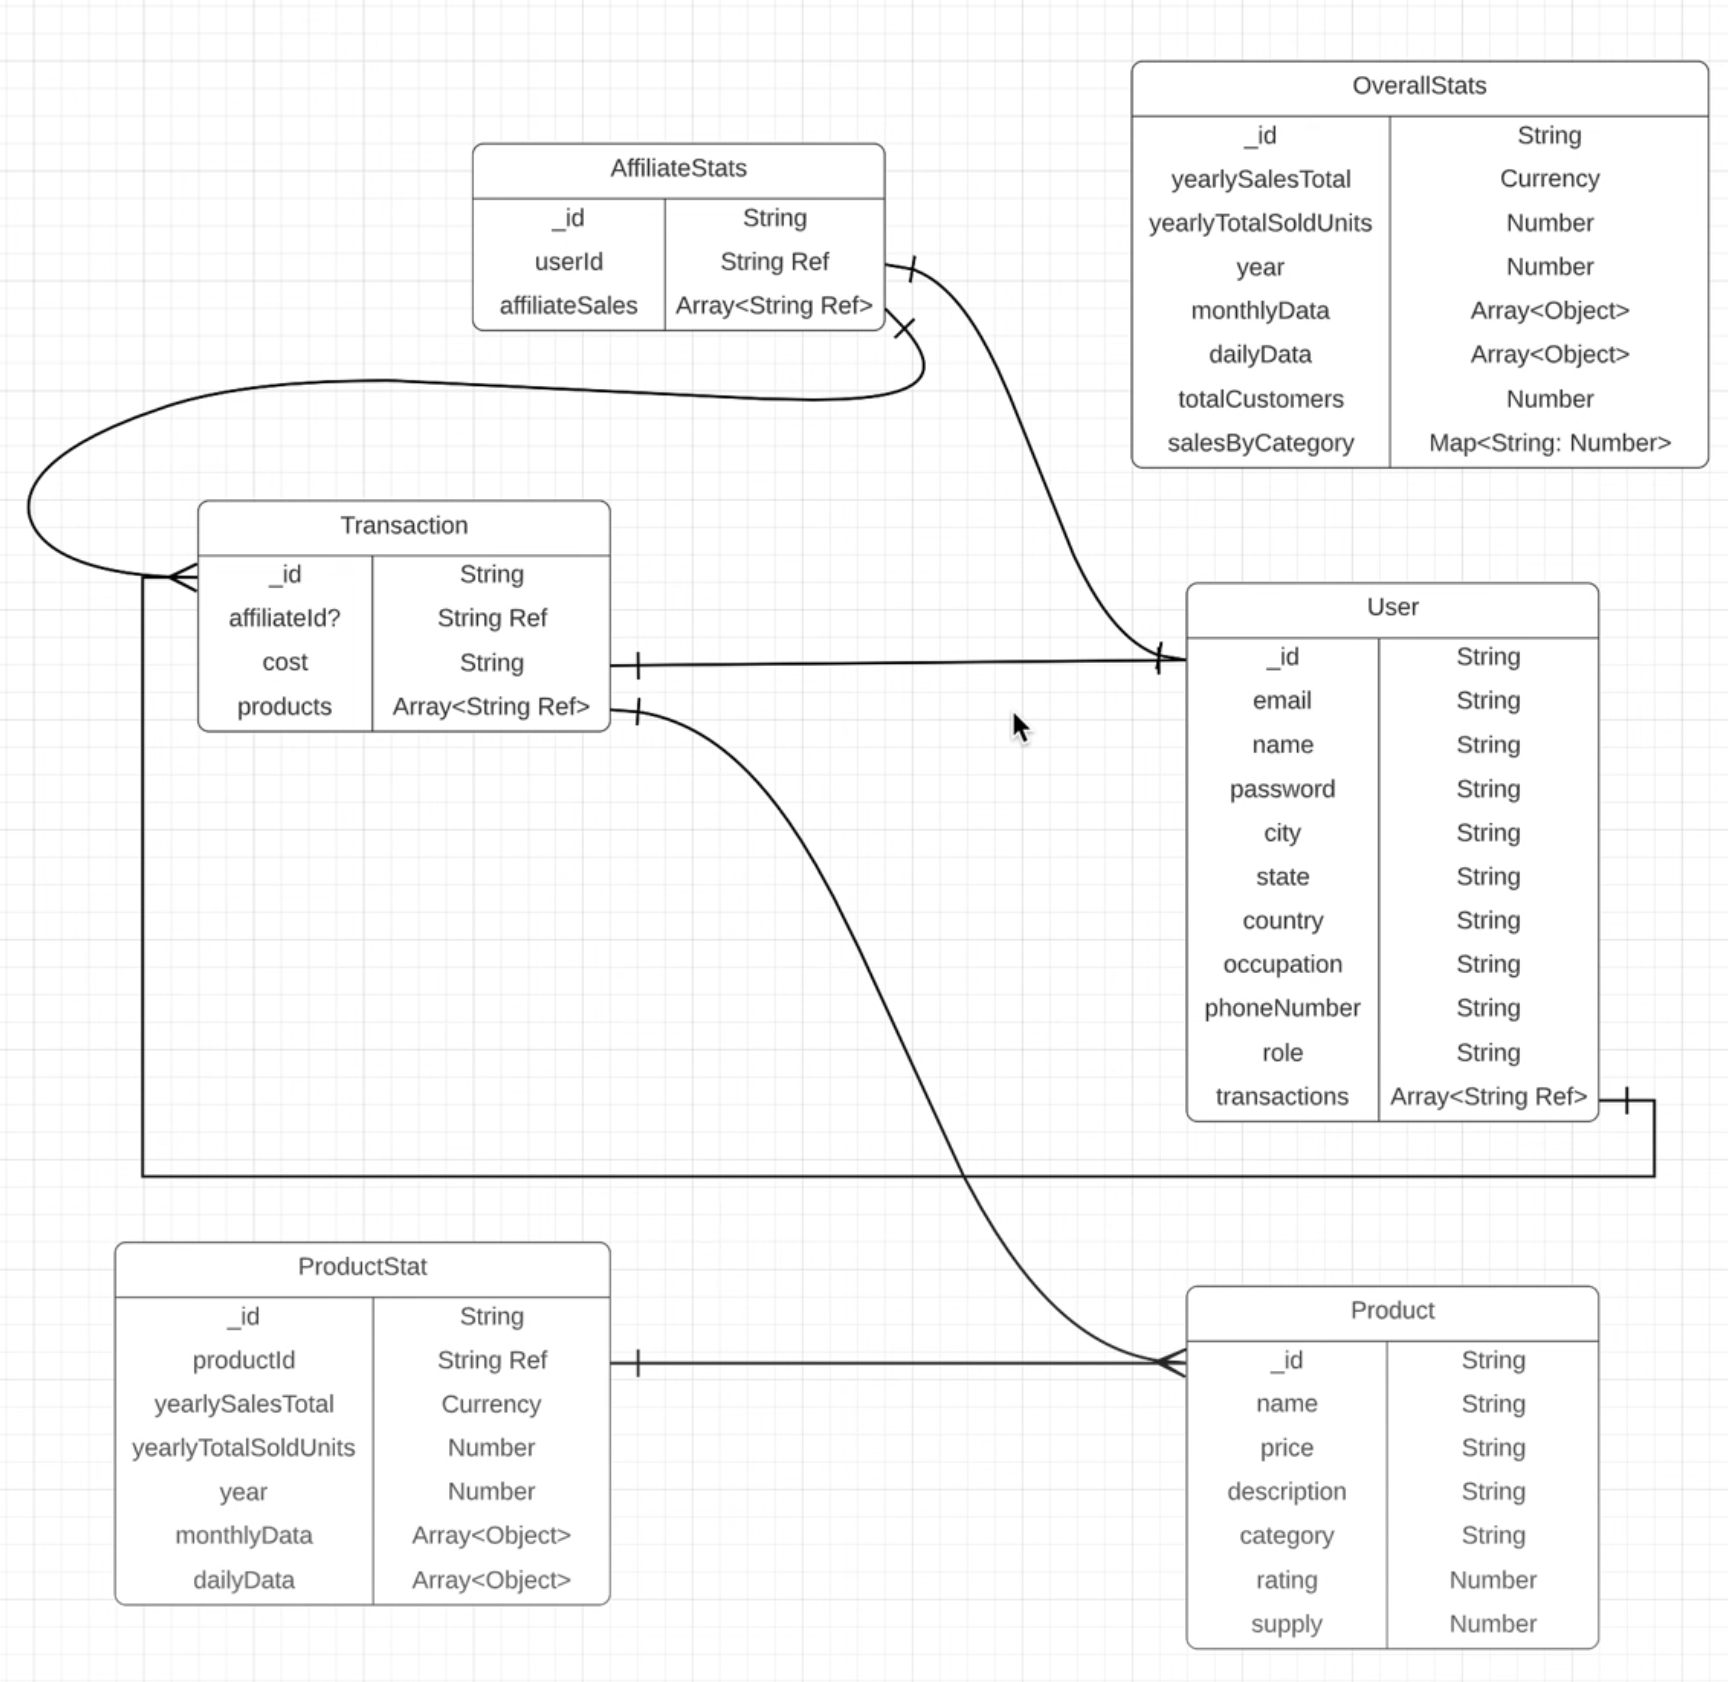 OverallStats
_id String
yearlySalesTotal Currency
yearlyTotalSoldUnits Number
year Number
monthlyData Array<Object>
dailyData Array<Object>
totalCustomers Number
salesByCategory Map<String: Number>
AffiliateStats
_id String
userId String Ref
affiliateSales Array<String Ref>
Transaction
_id String
affiliateId? String Ref
cost String
products Array<String Ref>
User
_id String
email String
name String
password String
city String
state String
country String
occupation String
phoneNumber String
role String
transactions Array<String Ref>
ProductStat
_id String
productId String Ref
yearlySalesTotal Currency
yearlyTotalSoldUnits Number
year Number
monthlyData Array<Object>
dailyData Array<Object>
Product
_id String
name String
price String
description String
category String
rating Number
supply Number